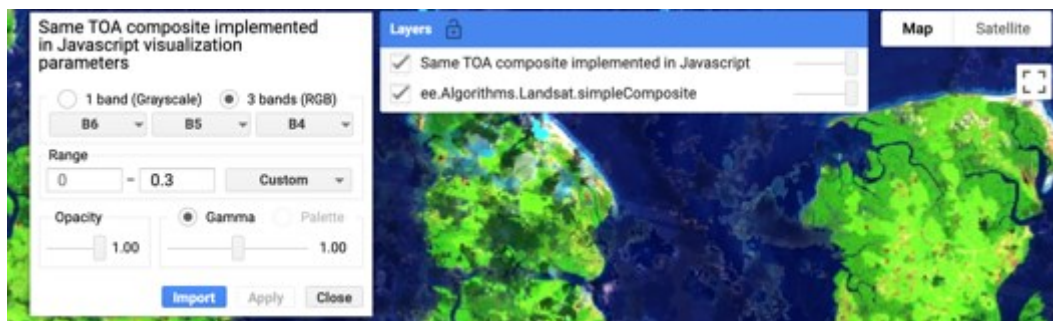 Same TOA composite implemented
in Javascript visualization
parameters
1 band (Grayscale) 3 bands (RGB)
B6 B5 B4
Range
0 – 0.3 Custom
Opacity Gamma Palette
1.00 1.00
Import Apply Close
Layers
Same TOA composite implemented in Javascript
ee.Algorithms.Landsat.simpleComposite
Map Satellite